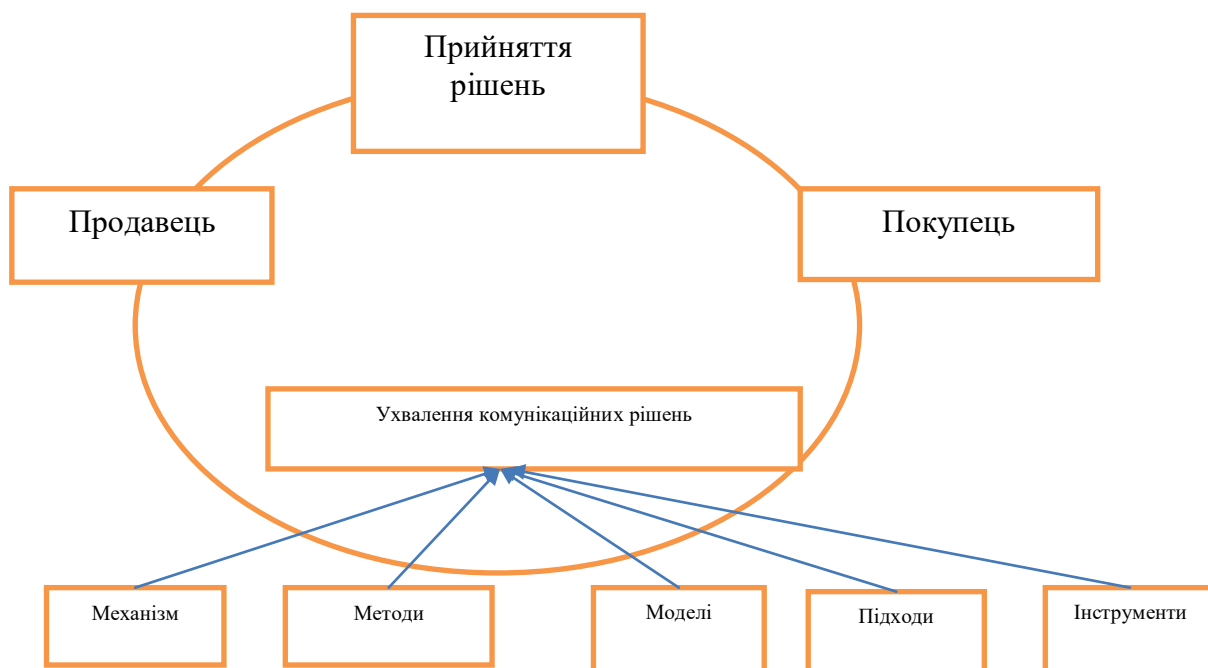 Прийняття
рішень
Продавець
Покупець
Ухвалення комунікаційних рішень
Механізм
Методи
Моделі
Підходи
Інструменти